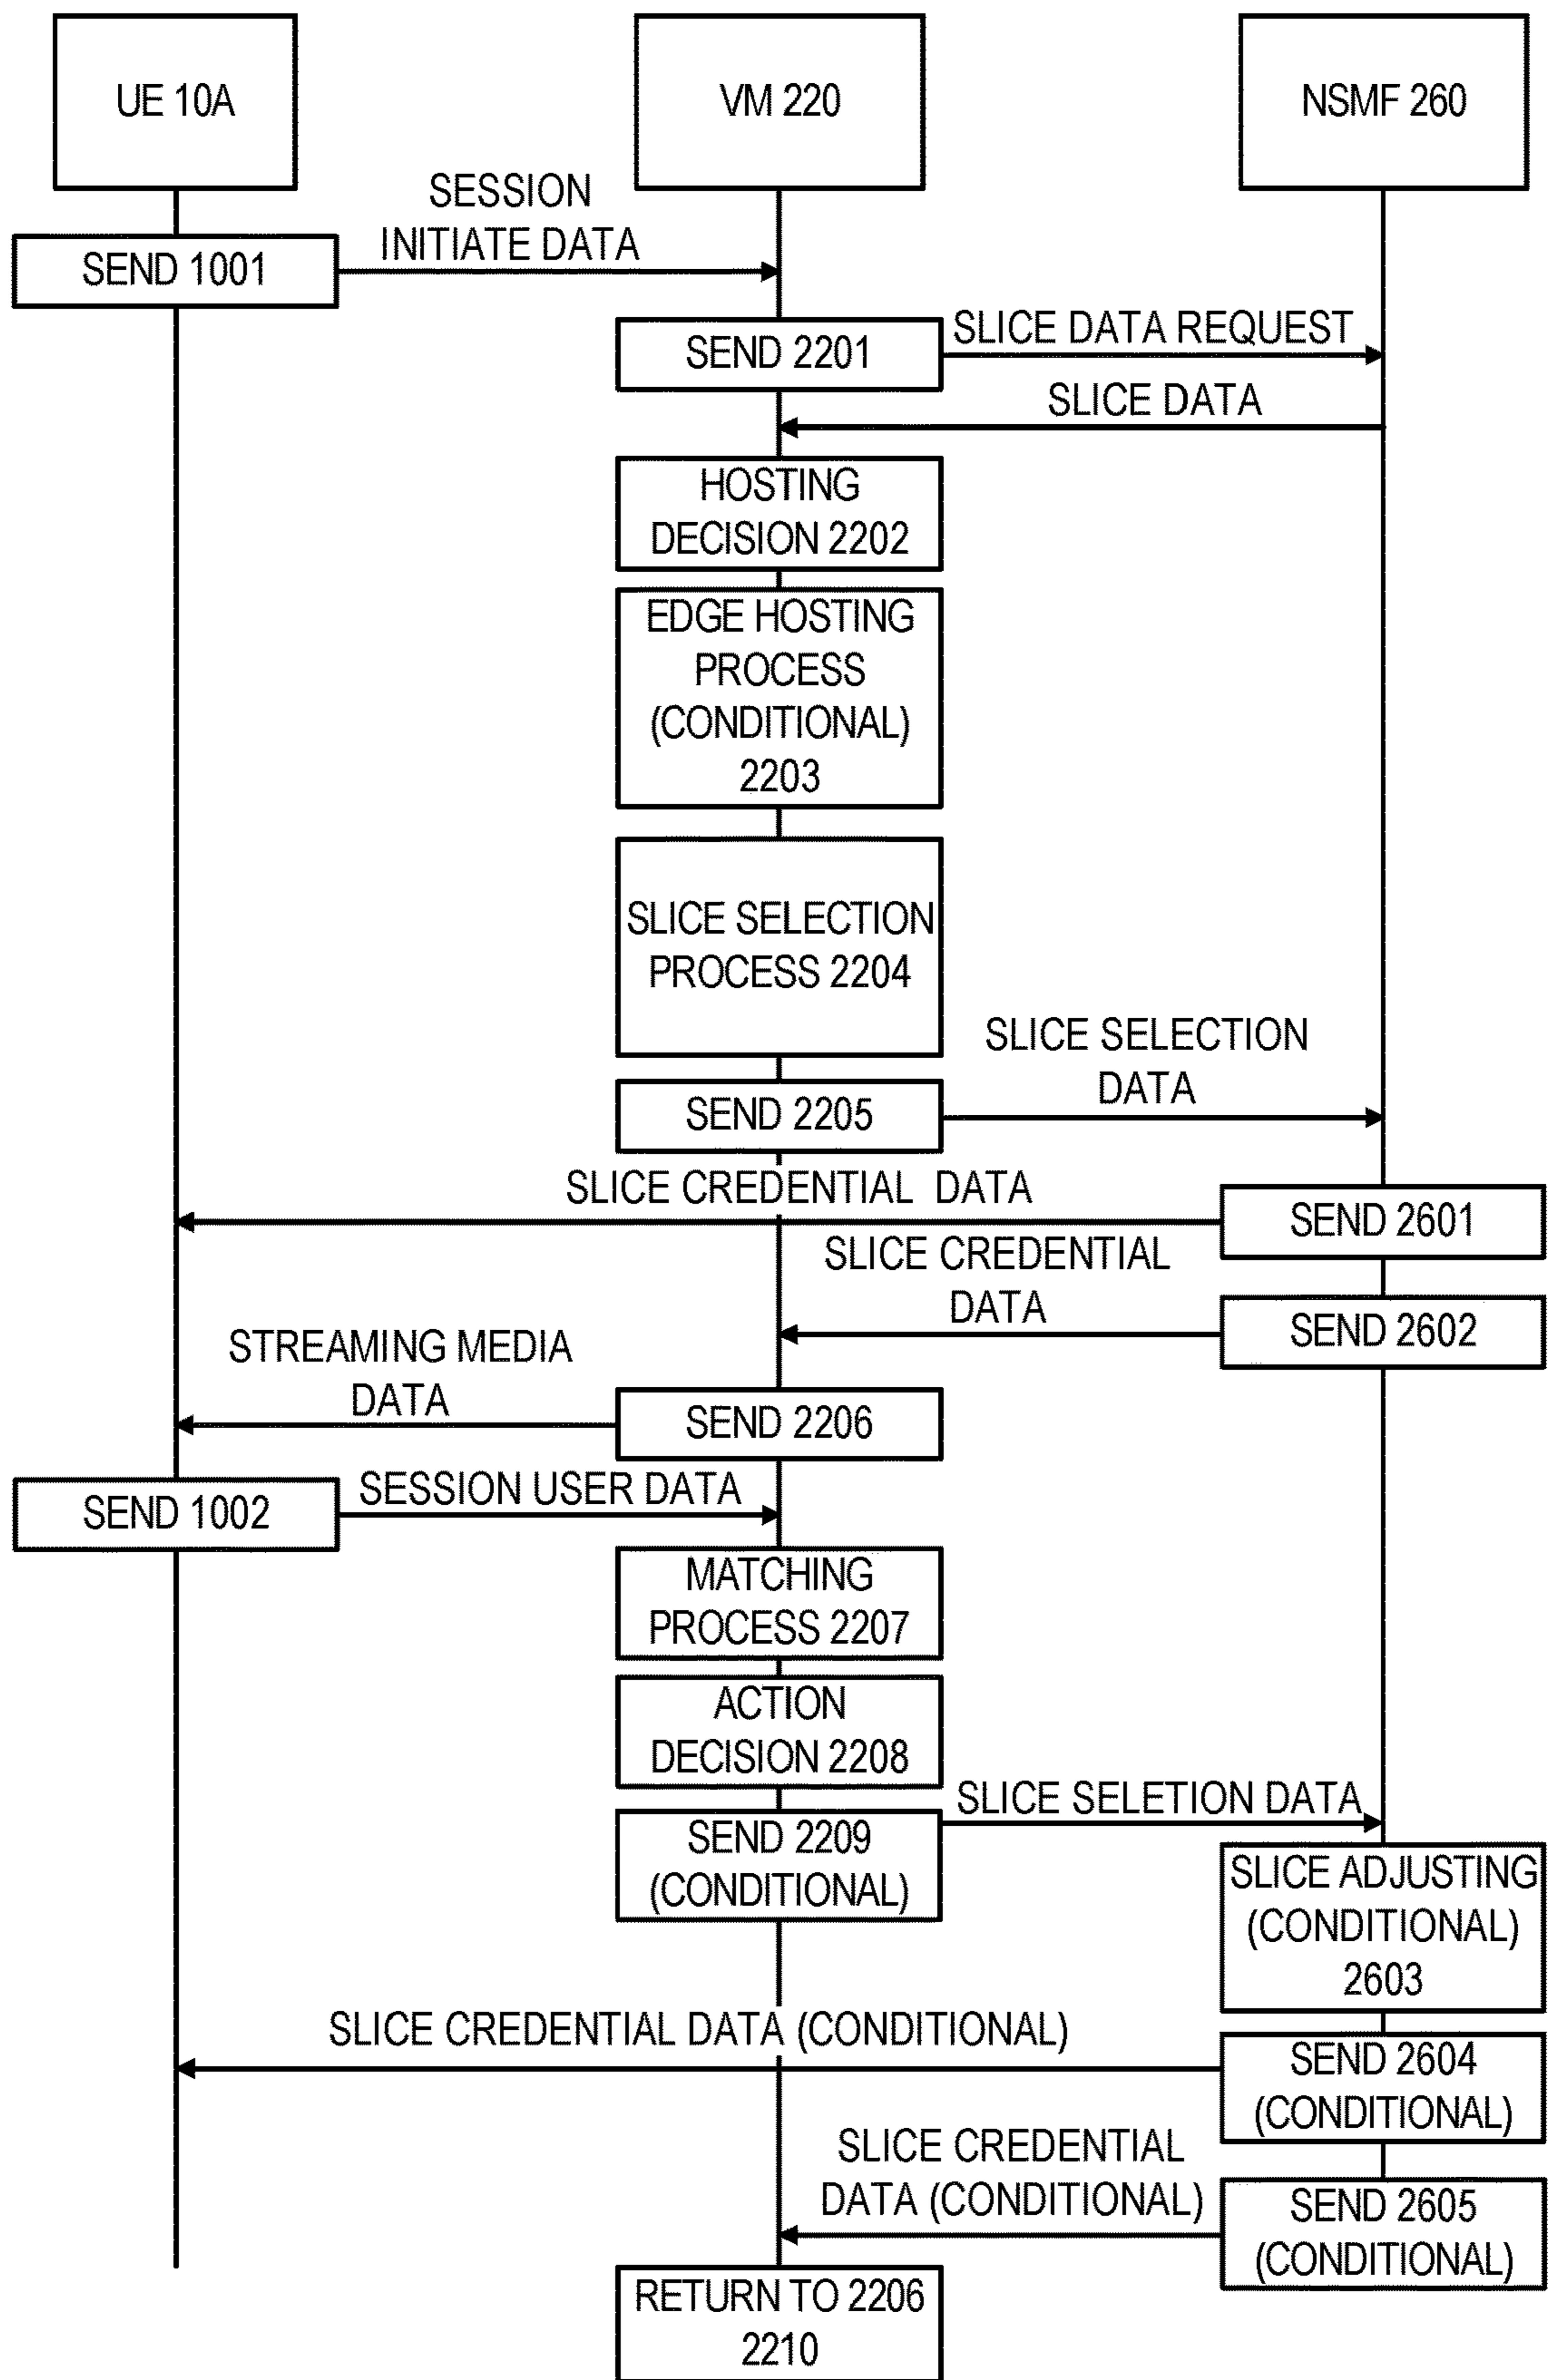 UE 10A
VM 220
NSMF 260
SESSION
INITIATE DATA
SEND 1001
SEND 2201
SLICE DATA REQUEST
SLICE DATA
HOSTING
DECISION 2202
EDGE HOSTING
PROCESS
(CONDITIONAL)
2203
SLICE SELECTION
PROCESS 2204
SLICE SELECTION
DATA
SEND 2205
SLICE CREDENTIAL DATA
SEND 2601
SLICE CREDENTIAL
DATA
SEND 2602
STREAMING MEDIA
DATA
SEND 2206
SEND 1002
SESSION USER DATA
MATCHING
PROCESS 2207
ACTION
DECISION 2208
SLICE SELETION DATA
SEND 2209
(CONDITIONAL)
SLICE ADJUSTING
(CONDITIONAL)
2603
SLICE CREDENTIAL DATA (CONDITIONAL)
SEND 2604
(CONDITIONAL)
SLICE CREDENTIAL
DATA (CONDITIONAL)
SEND 2605
(CONDITIONAL)
RETURN TO 2206
2210